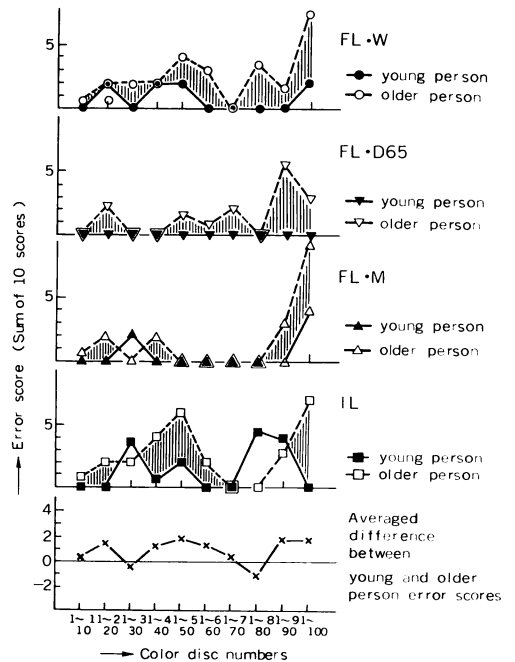 FL·W
5
young person
older person
FL·D65
5
young person
older person
FL·M
5
young person
older person
IL
5
young person
older person
Error score (Sum of 10 scores)
4
2
0
-2
Averaged
difference
between
young and older
person error scores
1~ 11~ 21~ 31~ 41~ 51~ 61~ 71~ 81~ 91~
10 20 30 40 50 60 70 80 90 100
Color disc numbers